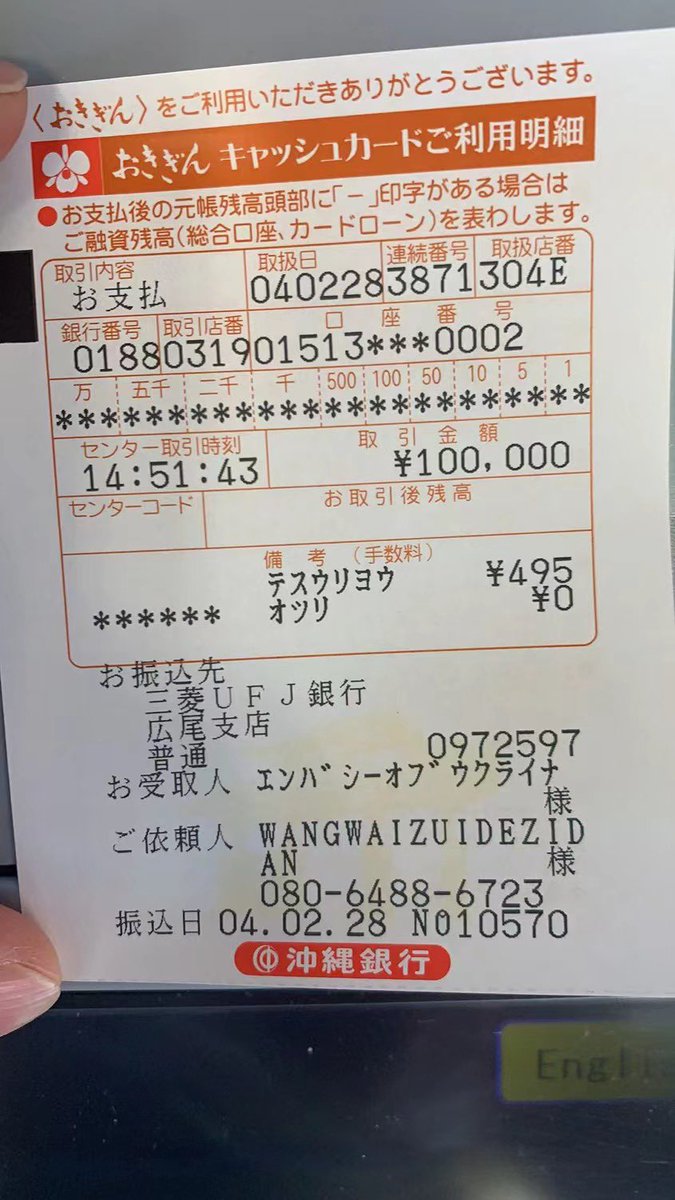 〈おきぎん〉をご利用いただきありがとうございます。
おきぎん キャッシュカードご利用明細
●お支払後の元帳残高頭部に「－」印字がある場合は
ご融資残高(総合口座、カードローン)を表わします。
取引内容 取扱日 連続番号 取扱店番
お支払 040228 3871 304E
銀行番号 取引店番 口座番号
0188 0319 01513***0002
万 五千 二千 千 500 100 50 10 5 1
************************
センター取引時刻 取引金額
14:51:43 ¥100,000
センターコード お取引後残高
備考 (手数料)
テスウリヨウ ¥495
****** オツリ ¥0
お振込先
三菱ＵＦＪ銀行
広尾支店
普通 0972597
お受取人 エンバシーオブウクライナ
様
ご依頼人 WANGWAIZUIDEZID
AN 様
080-6488-6723
振込日 04.02.28 N010570
沖縄銀行